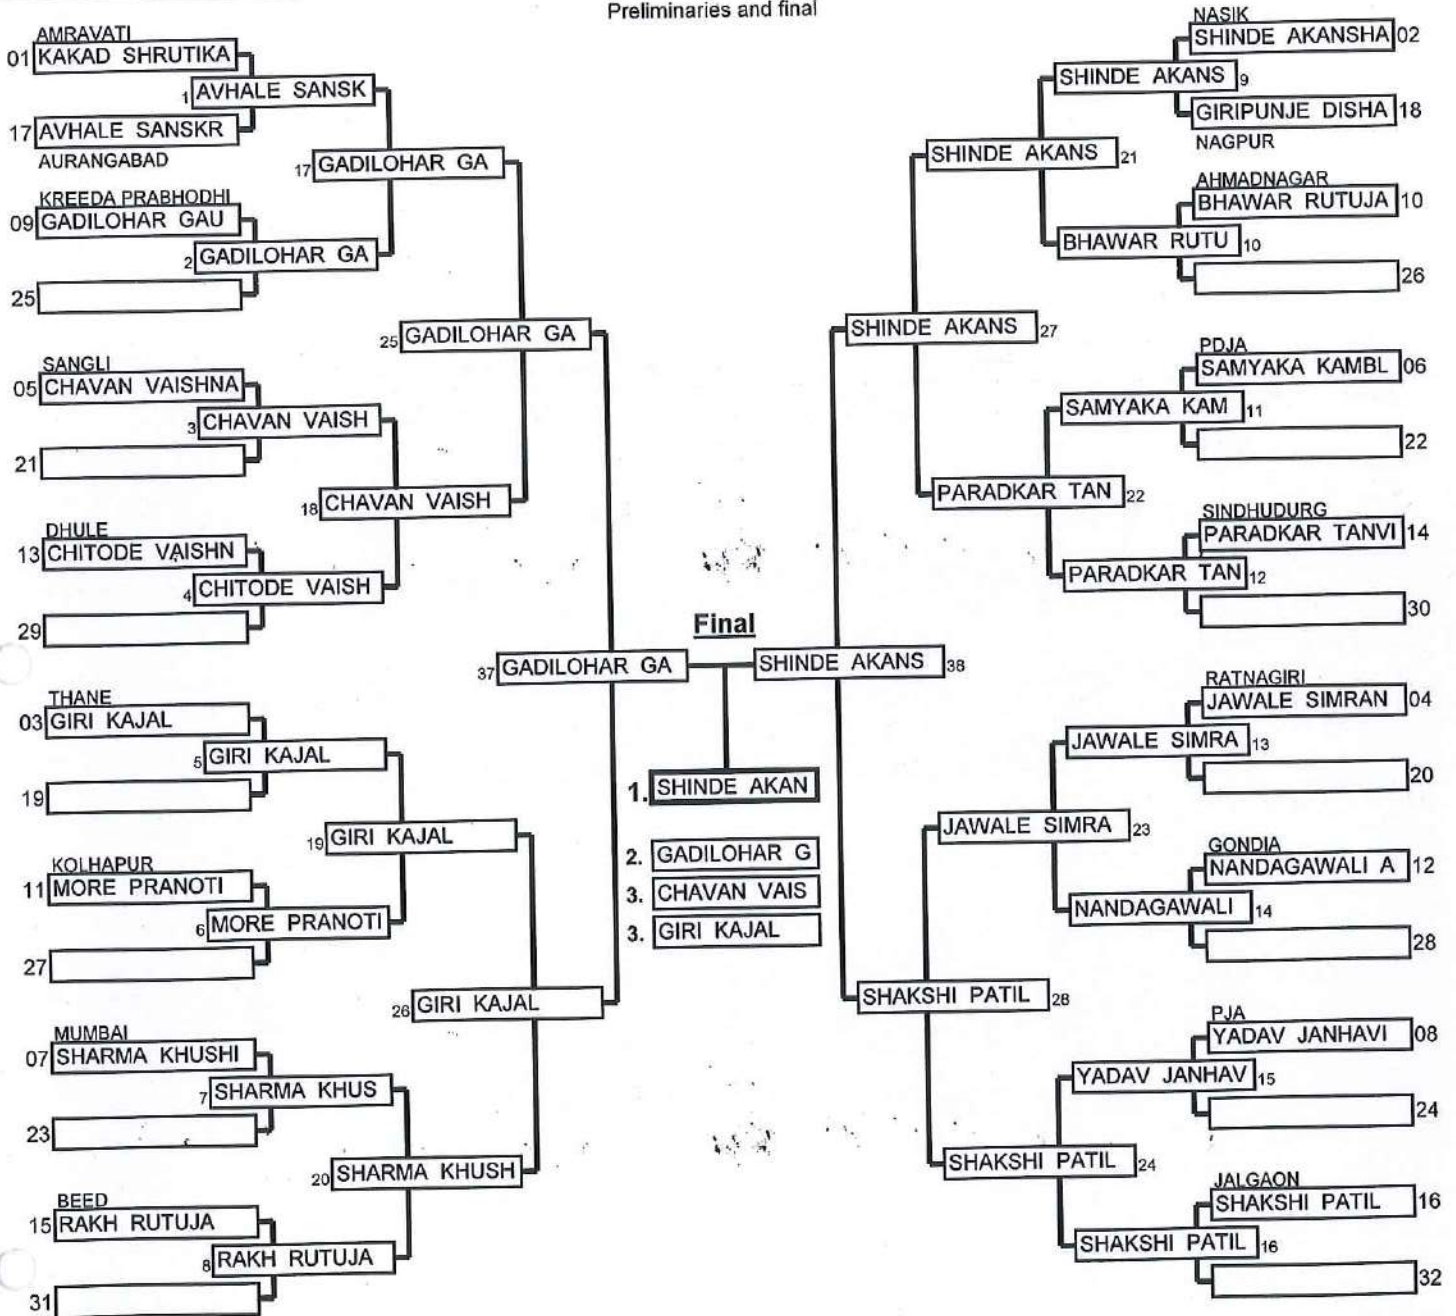 Preliminaries and final
AMRAVATI
01 KAKAD SHRUTIKA
1 AVHALE SANSK
17 AVHALE SANSKR
AURANGABAD
17 GADILOHAR GA
KREEDA PRABHODHI
09 GADILOHAR GAU
2 GADILOHAR GA
25
25 GADILOHAR GA
SANGLI
05 CHAVAN VAISHNA
3 CHAVAN VAISH
21
18 CHAVAN VAISH
DHULE
13 CHITODE VAISHN
4 CHITODE VAISH
29
37 GADILOHAR GA
THANE
03 GIRI KAJAL
5 GIRI KAJAL
19
19 GIRI KAJAL
KOLHAPUR
11 MORE PRANOTI
6 MORE PRANOTI
27
26 GIRI KAJAL
MUMBAI
07 SHARMA KHUSHI
7 SHARMA KHUS
23
20 SHARMA KHUSH
BEED
15 RAKH RUTUJA
8 RAKH RUTUJA
31
Final
1. SHINDE AKAN
2. GADILOHAR G
3. CHAVAN VAIS
3. GIRI KAJAL
NASIK
SHINDE AKANSHA 02
SHINDE AKANS 9
GIRIPUNJE DISHA 18
NAGPUR
SHINDE AKANS 21
AHMADNAGAR
BHAWAR RUTUJA 10
BHAWAR RUTU 10
26
SHINDE AKANS 27
PDJA
SAMYAKA KAMBL 06
SAMYAKA KAM 11
22
PARADKAR TAN 22
SINDHUDURG
PARADKAR TANVI 14
PARADKAR TAN 12
30
SHINDE AKANS 38
RATNAGIRI
JAWALE SIMRAN 04
JAWALE SIMRA 13
20
JAWALE SIMRA 23
GONDIA
NANDAGAWALI A 12
NANDAGAWALI 14
28
SHAKSHI PATIL 28
PJA
YADAV JANHAVI 08
YADAV JANHAV 15
24
SHAKSHI PATIL 24
JALGAON
SHAKSHI PATIL 16
SHAKSHI PATIL 16
32